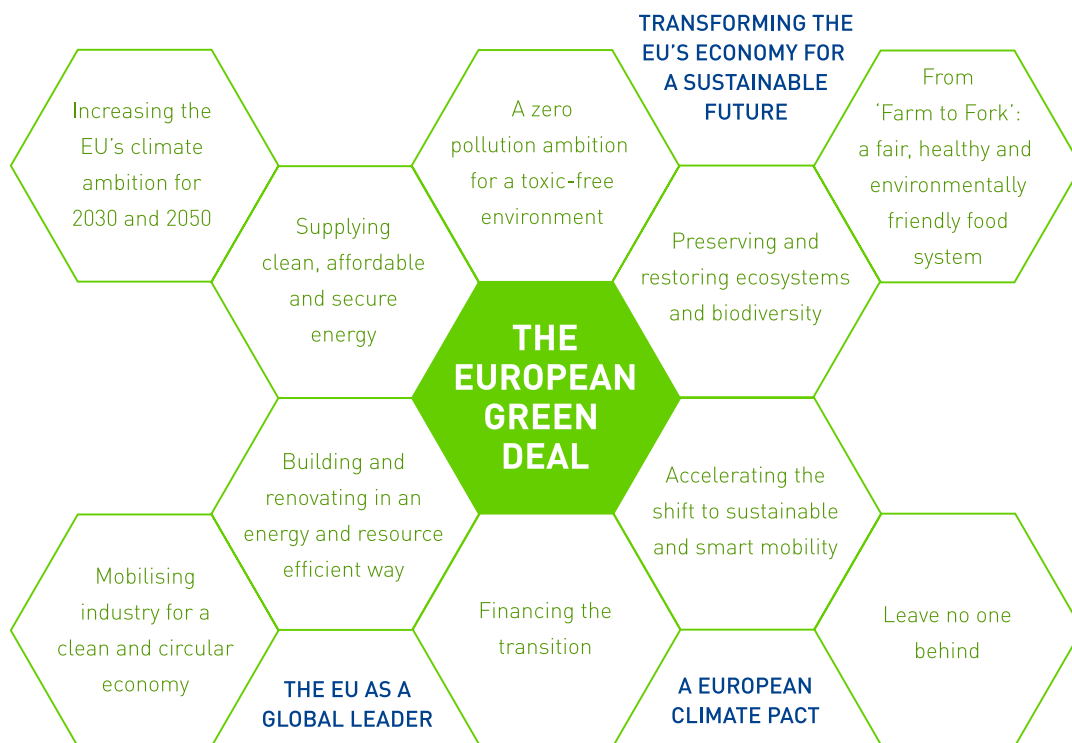 TRANSFORMING THE
EU'S ECONOMY FOR
A SUSTAINABLE
FUTURE
Increasing the
EU's climate
ambition for
2030 and 2050
A zero
pollution ambition
for a toxic-free
environment
From
'Farm to Fork':
a fair, healthy and
environmentally
friendly food
system
Supplying
clean, affordable
and secure
energy
Preserving and
restoring ecosystems
and biodiversity
THE
EUROPEAN
GREEN
DEAL
Building and
renovating in an
energy and resource
efficient way
Accelerating the
shift to sustainable
and smart mobility
Mobilising
industry for a
clean and circular
economy
Financing the
transition
Leave no one
behind
THE EU AS A
GLOBAL LEADER
A EUROPEAN
CLIMATE PACT